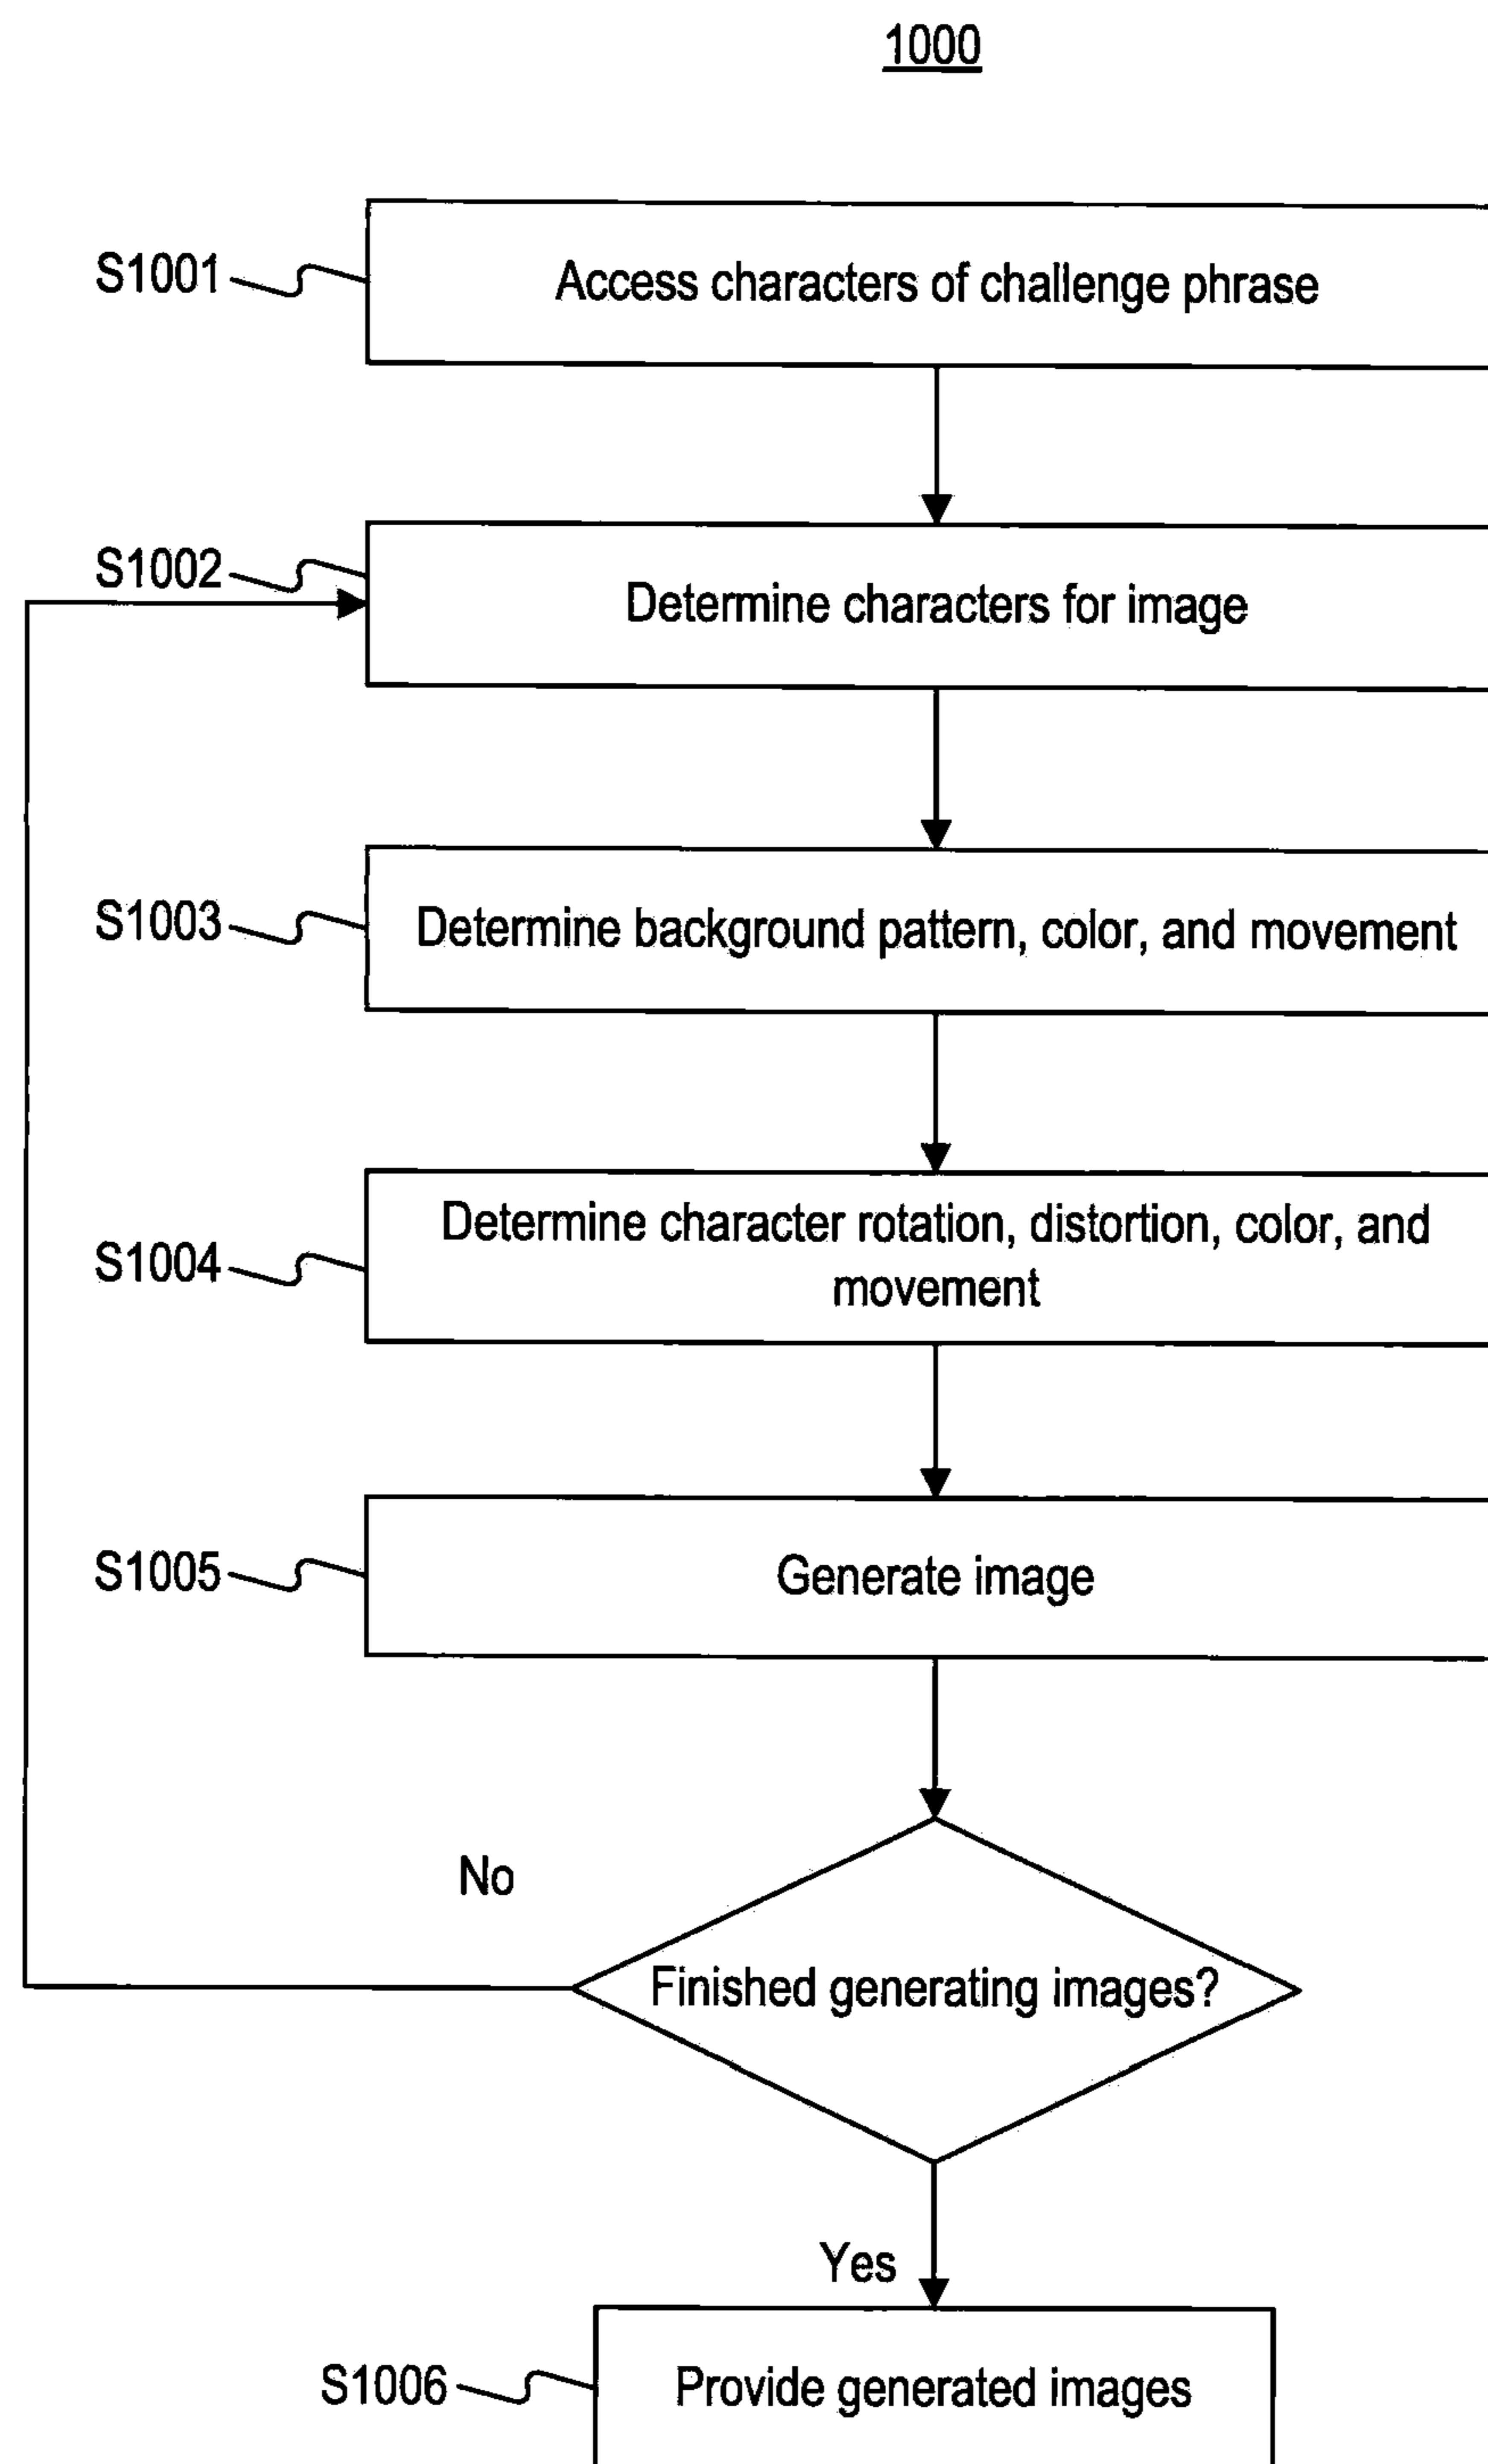 1000
S1001
Access characters of challenge phrase
S1002
Determine characters for image
S1003
Determine background pattern, color, and movement
S1004
Determine character rotation, distortion, color, and
movement
S1005
Generate image
No
Finished generating images?
Yes
S1006
Provide generated images